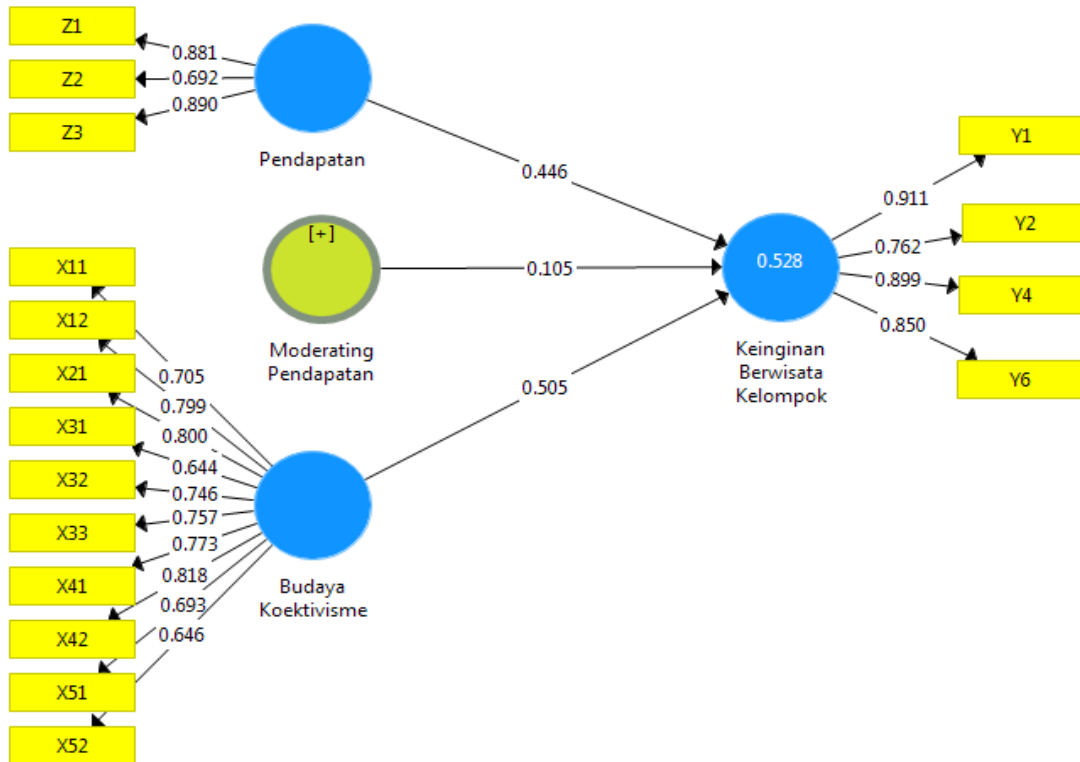 Z1
Z2
Z3
0.881
0.692
0.890
Pendapatan
0.446
[+]
Moderating
Pendapatan
0.105
X11
X12
X21
X31
X32
X33
X41
X42
X51
X52
0.705
0.799
0.800
0.644
0.746
0.757
0.773
0.818
0.693
0.646
Budaya
Koektivisme
0.505
0.528
Keinginan
Berwisata
Kelompok
0.911
0.762
0.899
0.850
Y1
Y2
Y4
Y6